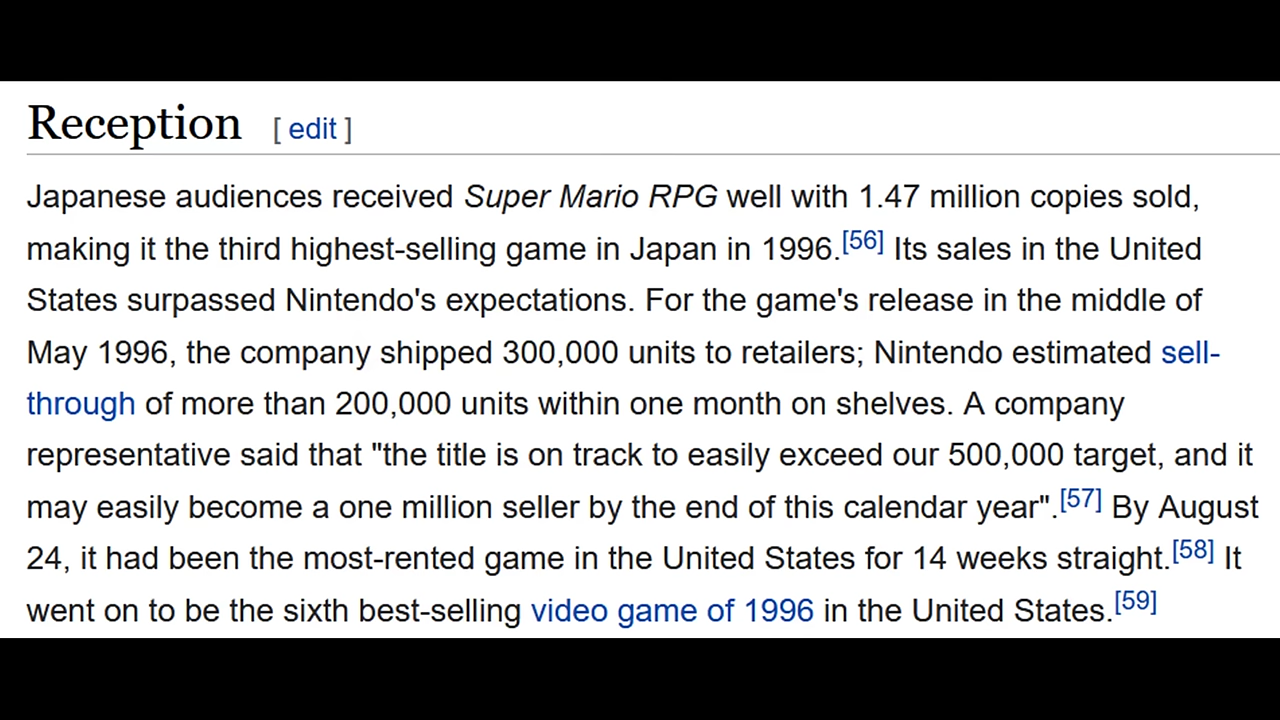 Reception [ edit ]
Japanese audiences received Super Mario RPG well with 1.47 million copies sold,
making it the third highest-selling game in Japan in 1996.[56] Its sales in the United
States surpassed Nintendo's expectations. For the game's release in the middle of
May 1996, the company shipped 300,000 units to retailers; Nintendo estimated sell-
through of more than 200,000 units within one month on shelves. A company
representative said that "the title is on track to easily exceed our 500,000 target, and it
may easily become a one million seller by the end of this calendar year".[57] By August
24, it had been the most-rented game in the United States for 14 weeks straight.[58] It
went on to be the sixth best-selling video game of 1996 in the United States.[59]